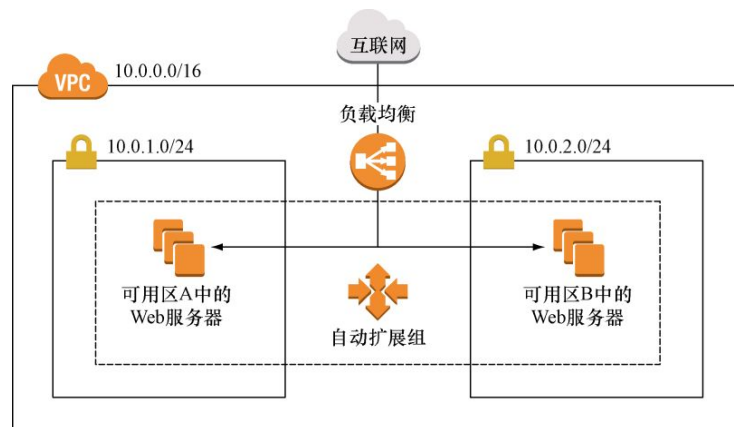 互联网
VPC
10.0.0.0/16
负载均衡
10.0.1.0/24
10.0.2.0/24
可用区A中的
Web服务器
可用区B中的
Web服务器
自动扩展组